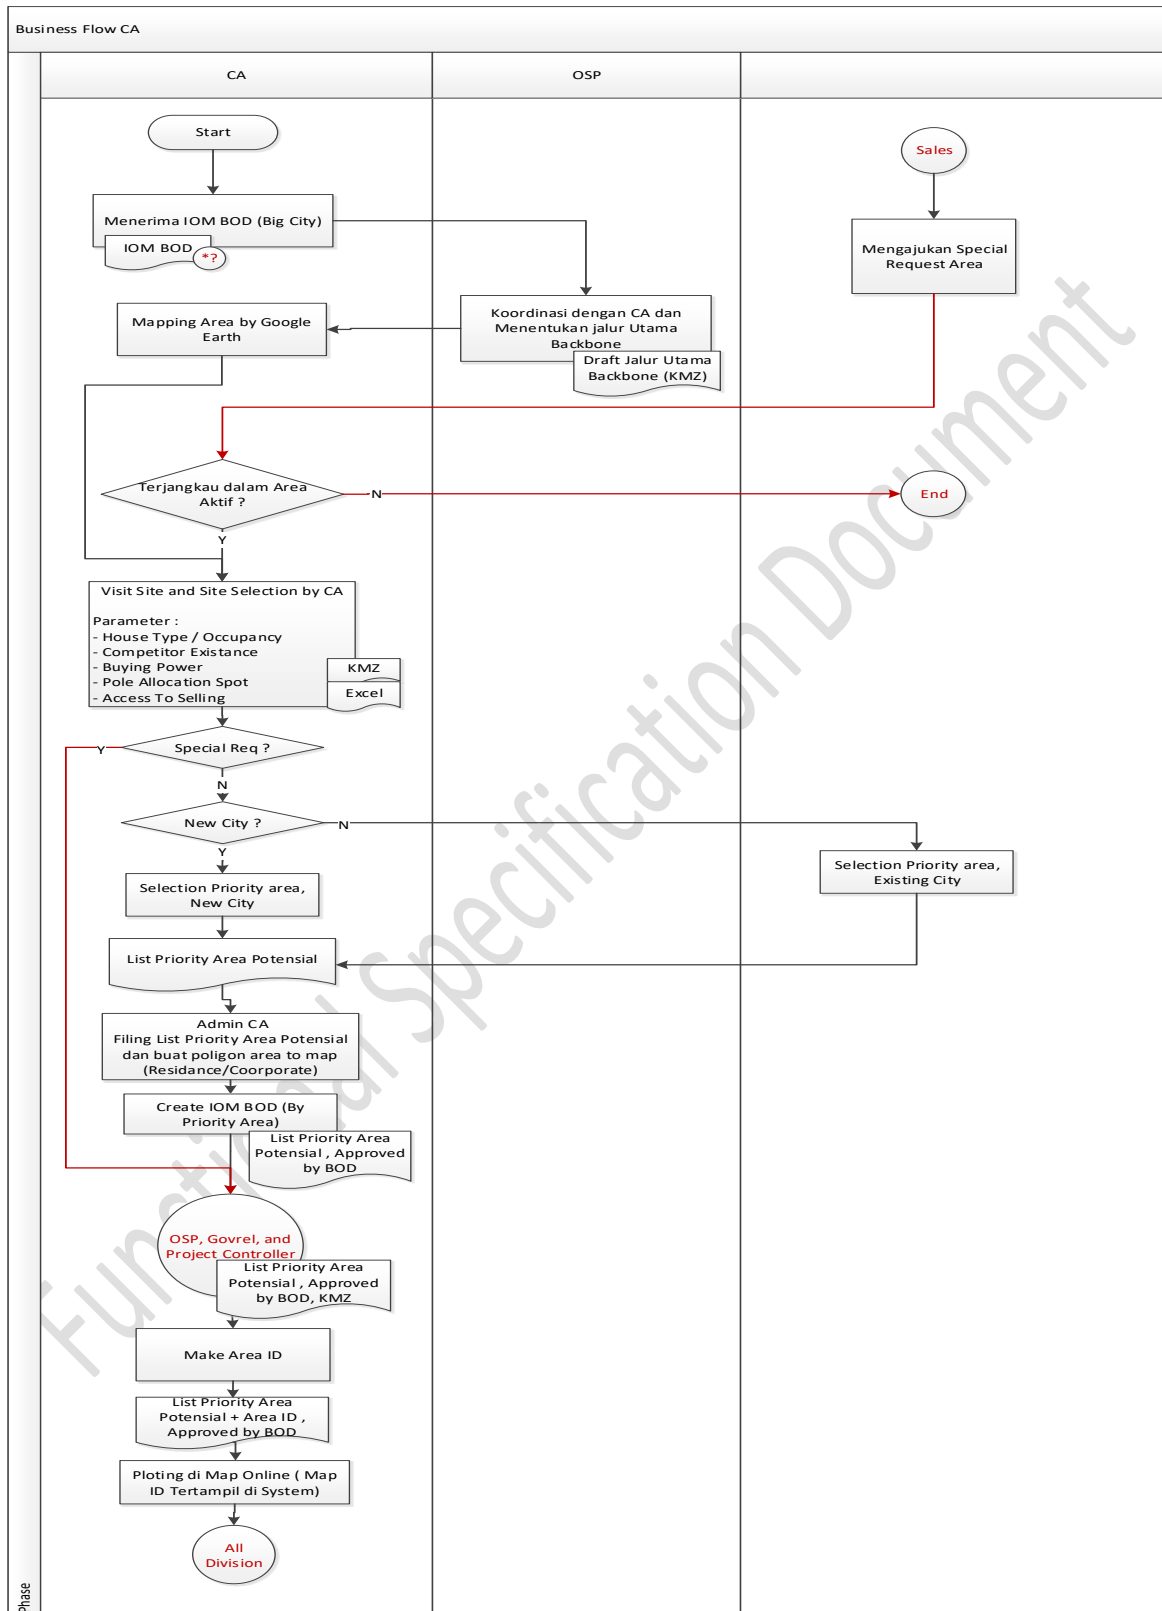 Business Flow CA
CA
OSP
Start
Sales
Menerima IOM BOD (Big City)
IOM BOD
*?
Mengajukan Special
Request Area
Mapping Area by Google
Earth
Koordinasi dengan CA dan
Menentukan jalur Utama
Backbone
Draft Jalur Utama
Backbone (KMZ)
Terjangkau dalam Area
Aktif ?
N
End
Y
Visit Site and Site Selection by CA
Parameter :
- House Type / Occupancy
- Competitor Existance
- Buying Power
- Pole Allocation Spot
- Access To Selling
KMZ
Excel
Y
Special Req ?
N
New City ?
N
Y
Selection Priority area,
New City
Selection Priority area,
Existing City
List Priority Area Potensial
Admin CA
Filing List Priority Area Potensial
dan buat poligon area to map
(Residance/Coorporate)
Create IOM BOD (By
Priority Area)
List Priority Area
Potensial , Approved
by BOD
OSP, Govrel, and
Project Controller
List Priority Area
Potensial , Approved
by BOD, KMZ
Make Area ID
List Priority Area
Potensial + Area ID ,
Approved by BOD
Ploting di Map Online ( Map
ID Tertampil di System)
All
Division
Phase
Functional Specification Document